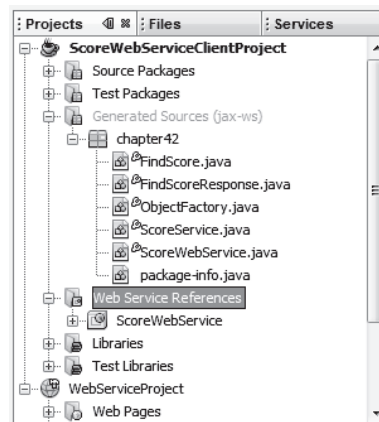 Projects Files Services
ScoreWebServiceClientProject
Source Packages
Test Packages
Generated Sources (jax-ws)
chapter42
FindScore.java
FindScoreResponse.java
ObjectFactory.java
ScoreService.java
ScoreWebService.java
package-info.java
Web Service References
ScoreWebService
Libraries
Test Libraries
WebServiceProject
Web Pages